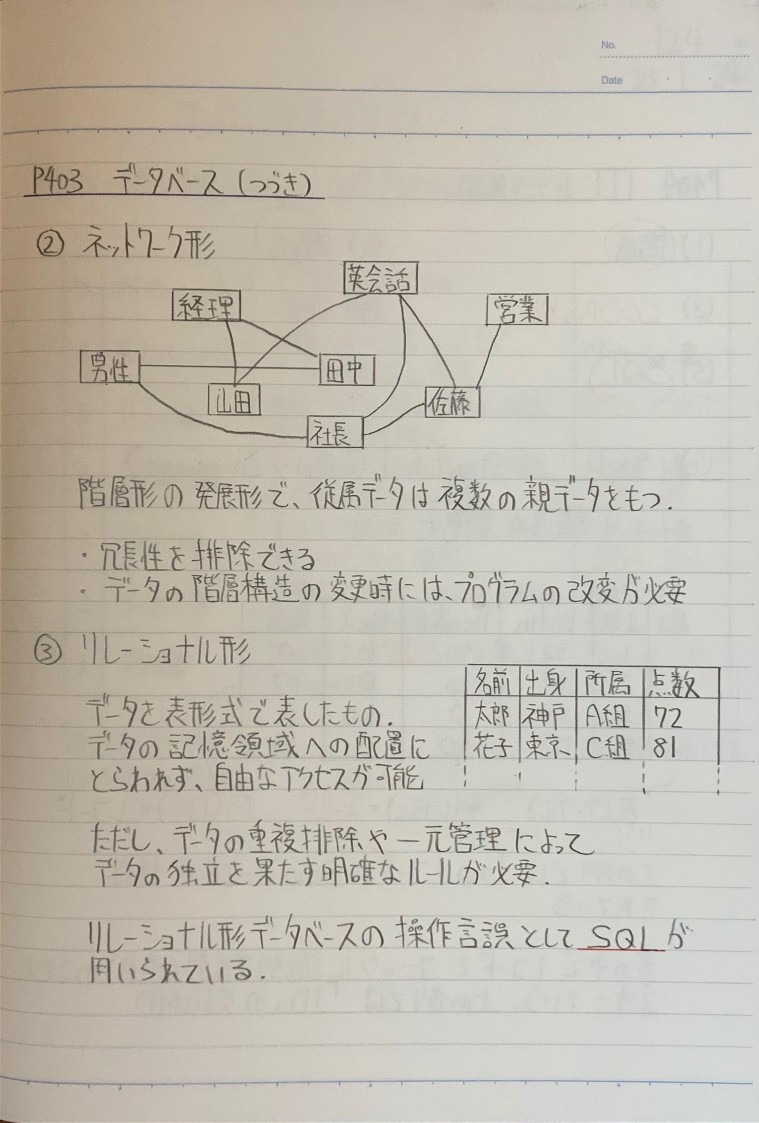 No.
Date
P403 データベース(つづき)
② ネットワーク形
英会話
経理
営業
男性
田中
山田
佐藤
社長
階層形の発展形で、従属データは複数の親データをもつ.
・冗長性を排除できる
・データの階層構造の変更時には、プログラムの改変が必要
③ リレーショナル形
名前 出身 所属 点数
太郎 神戸 A組 72
花子 東京 C組 81
データを表形式で表したもの.
データの記憶領域への配置に
とらわれず、自由なアクセスが可能
ただし、データの重複排除や一元管理によって
データの独立を果たす明確なルールが必要.
リレーショナル形データベースの操作言誤としてSQLが
用いられている.